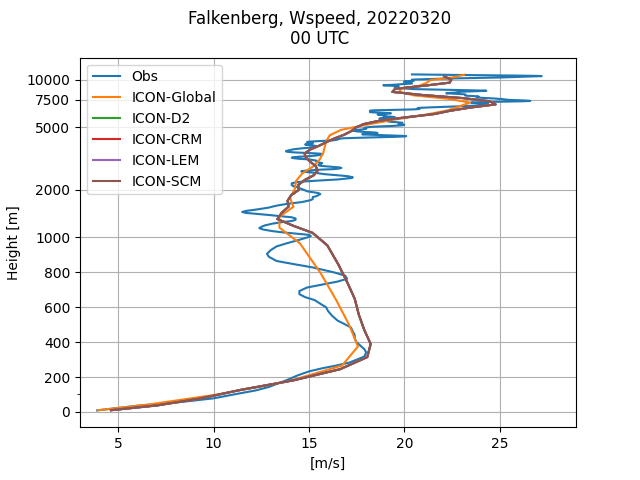 Falkenberg, Wspeed, 20220320
00 UTC
Obs
ICON-Global
ICON-D2
ICON-CRM
ICON-LEM
ICON-SCM
10000
7500
5000
2000
1000
800
600
400
200
0
Height [m]
5 10 15 20 25
[m/s]